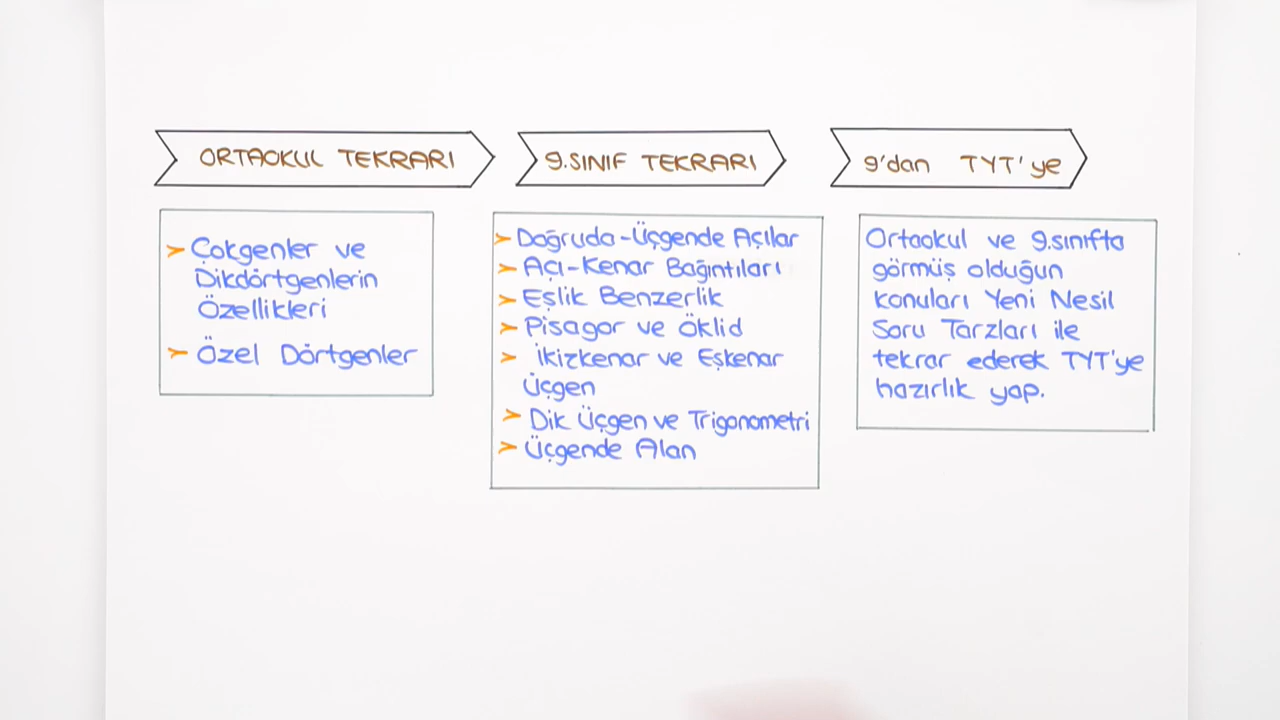 ORTAOKUL TEKRARI
Çokgenler ve
Dikdörtgenlerin
Özellikleri
Özel Dörtgenler
9.SINIF TEKRARI
Doğruda-Üçgende Açılar
Açı-Kenar Bağıntıları
Eşlik Benzerlik
Pisagor ve Öklid
İkizkenar ve Eşkenar
Üçgen
Dik Üçgen ve Trigonometri
Üçgende Alan
9'dan TYT'ye
Ortaokul ve 9.sınıfta
görmüş olduğun
konuları Yeni Nesil
Soru Tarzları ile
tekrar ederek TYT'ye
hazırlık yap.